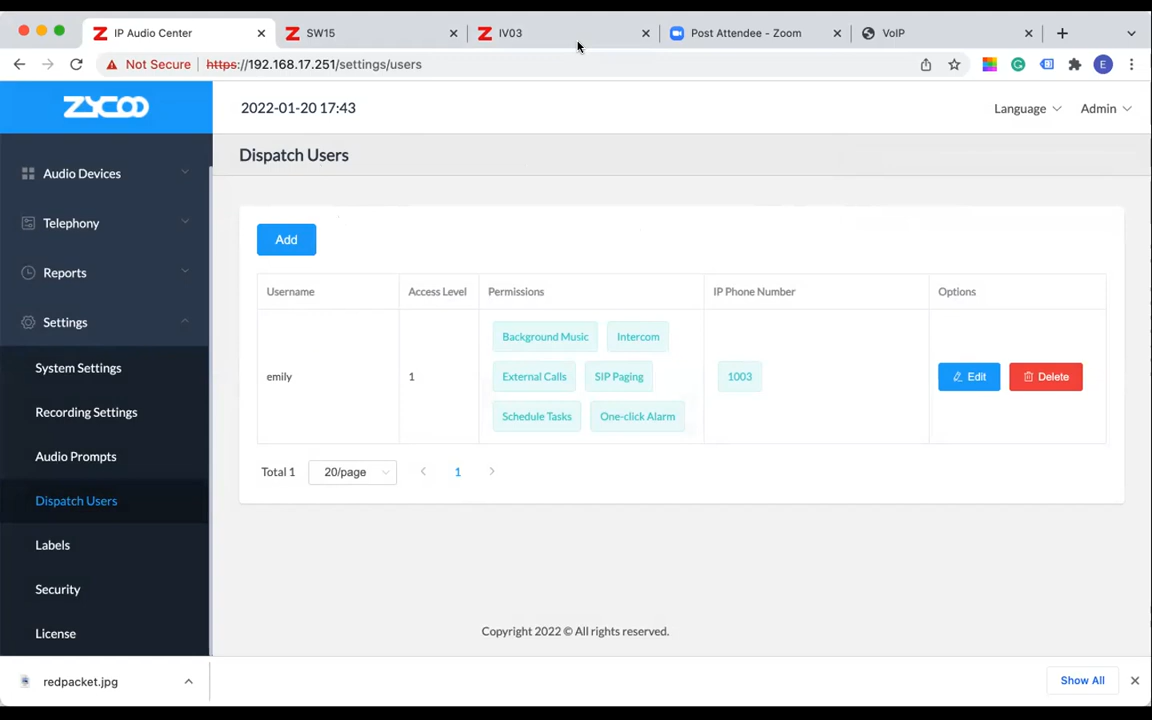 IP Audio Center
SW15
IV03
Post Attendee - Zoom
VoIP
Not Secure
https://192.168.17.251/settings/users
E
ZYCOO
2022-01-20 17:43
Language
Admin
Audio Devices
Telephony
Reports
Settings
System Settings
Recording Settings
Audio Prompts
Dispatch Users
Labels
Security
License
Dispatch Users
Add
Username Access Level Permissions IP Phone Number Options
Background Music Intercom
emily 1 External Calls SIP Paging 1003 Edit Delete
Schedule Tasks One-click Alarm
Total 1 20/page 1
Copyright 2022 © All rights reserved.
redpacket.jpg
Show All